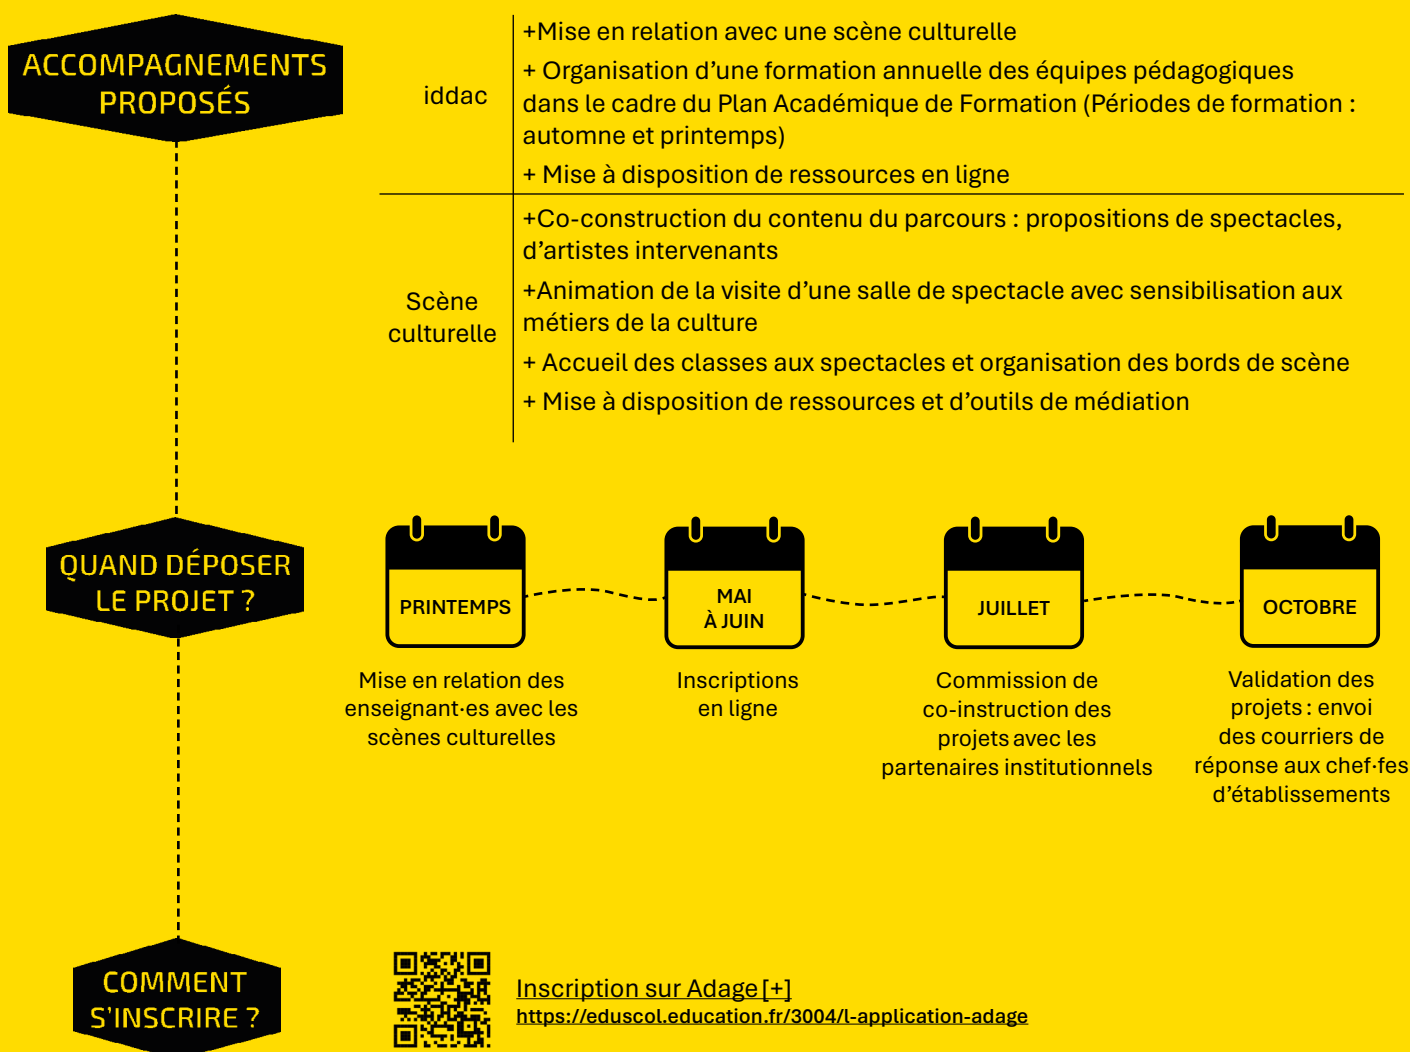 ACCOMPAGNEMENTS
PROPOSÉS
iddac
+Mise en relation avec une scène culturelle
+ Organisation d’une formation annuelle des équipes pédagogiques
dans le cadre du Plan Académique de Formation (Périodes de formation :
automne et printemps)
+ Mise à disposition de ressources en ligne
Scène
culturelle
+Co-construction du contenu du parcours : propositions de spectacles,
d’artistes intervenants
+Animation de la visite d’une salle de spectacle avec sensibilisation aux
métiers de la culture
+ Accueil des classes aux spectacles et organisation des bords de scène
+ Mise à disposition de ressources et d’outils de médiation
QUAND DÉPOSER
LE PROJET ?
PRINTEMPS
Mise en relation des
enseignant·es avec les
scènes culturelles
MAI
À JUIN
Inscriptions
en ligne
JUILLET
Commission de
co-instruction des
projets avec les
partenaires institutionnels
OCTOBRE
Validation des
projets : envoi
des courriers de
réponse aux chef·fes
d’établissements
COMMENT
S’INSCRIRE ?
Inscription sur Adage [+]
https://eduscol.education.fr/3004/l-application-adage